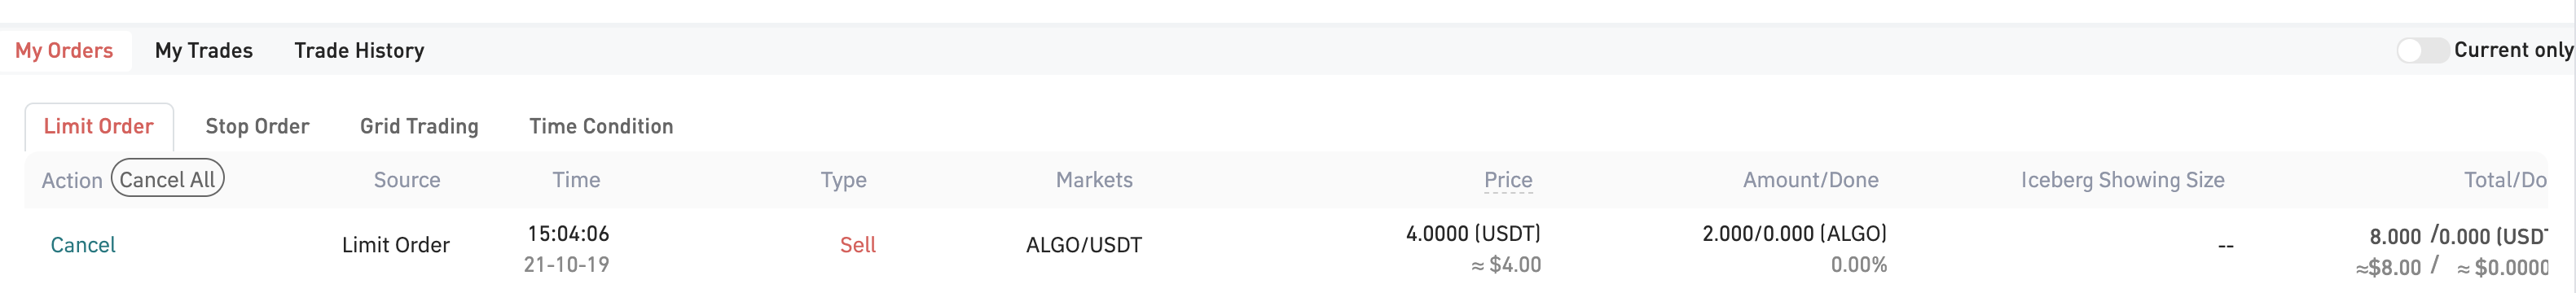 My Orders My Trades Trade History Current only
Limit Order Stop Order Grid Trading Time Condition
Action Cancel All Source Time Type Markets Price Amount/Done Iceberg Showing Size Total/Do
Cancel Limit Order 15:04:06 Sell ALGO/USDT 4.0000 (USDT) 2.000/0.000 (ALGO) -- 8.000 /0.000 (USDT
21-10-19 ≈ $4.00 0.00% ≈$8.00 / ≈ $0.0000